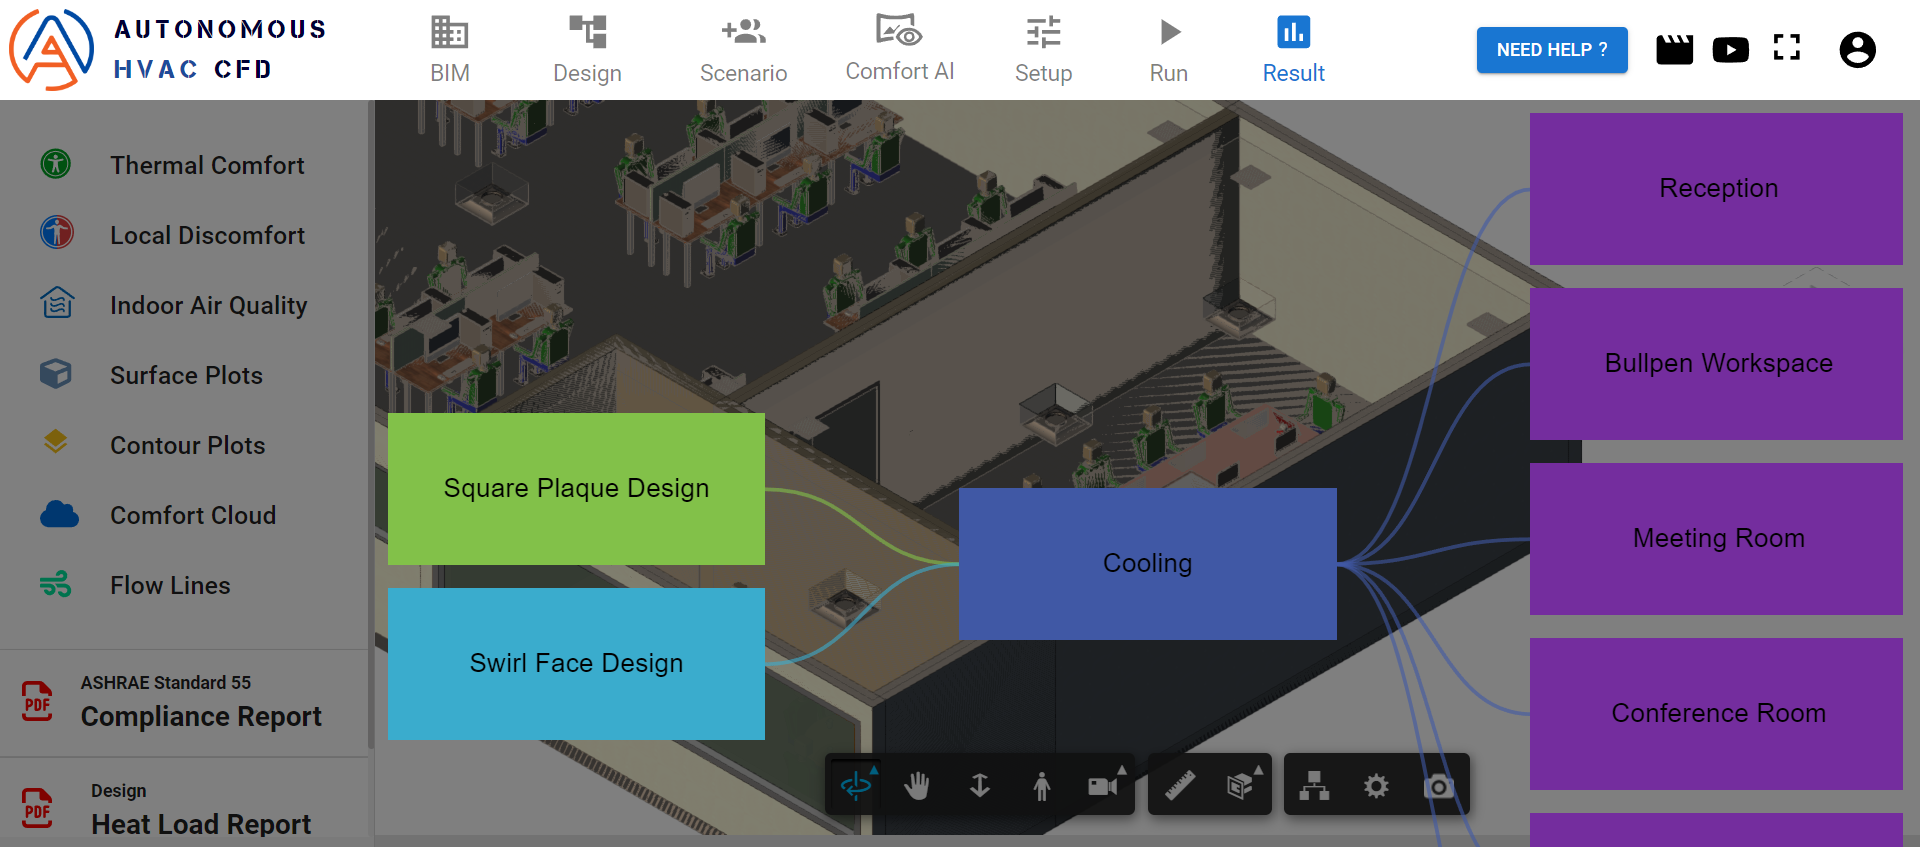 AUTONOMOUS
HVAC CFD
BIM
Design
Scenario
Comfort AI
Setup
Run
Result
NEED HELP ?
Thermal Comfort
Local Discomfort
Indoor Air Quality
Surface Plots
Contour Plots
Comfort Cloud
Flow Lines
PDF
ASHRAE Standard 55
Compliance Report
PDF
Design
Heat Load Report
Square Plaque Design
Swirl Face Design
Cooling
Reception
Bullpen Workspace
Meeting Room
Conference Room